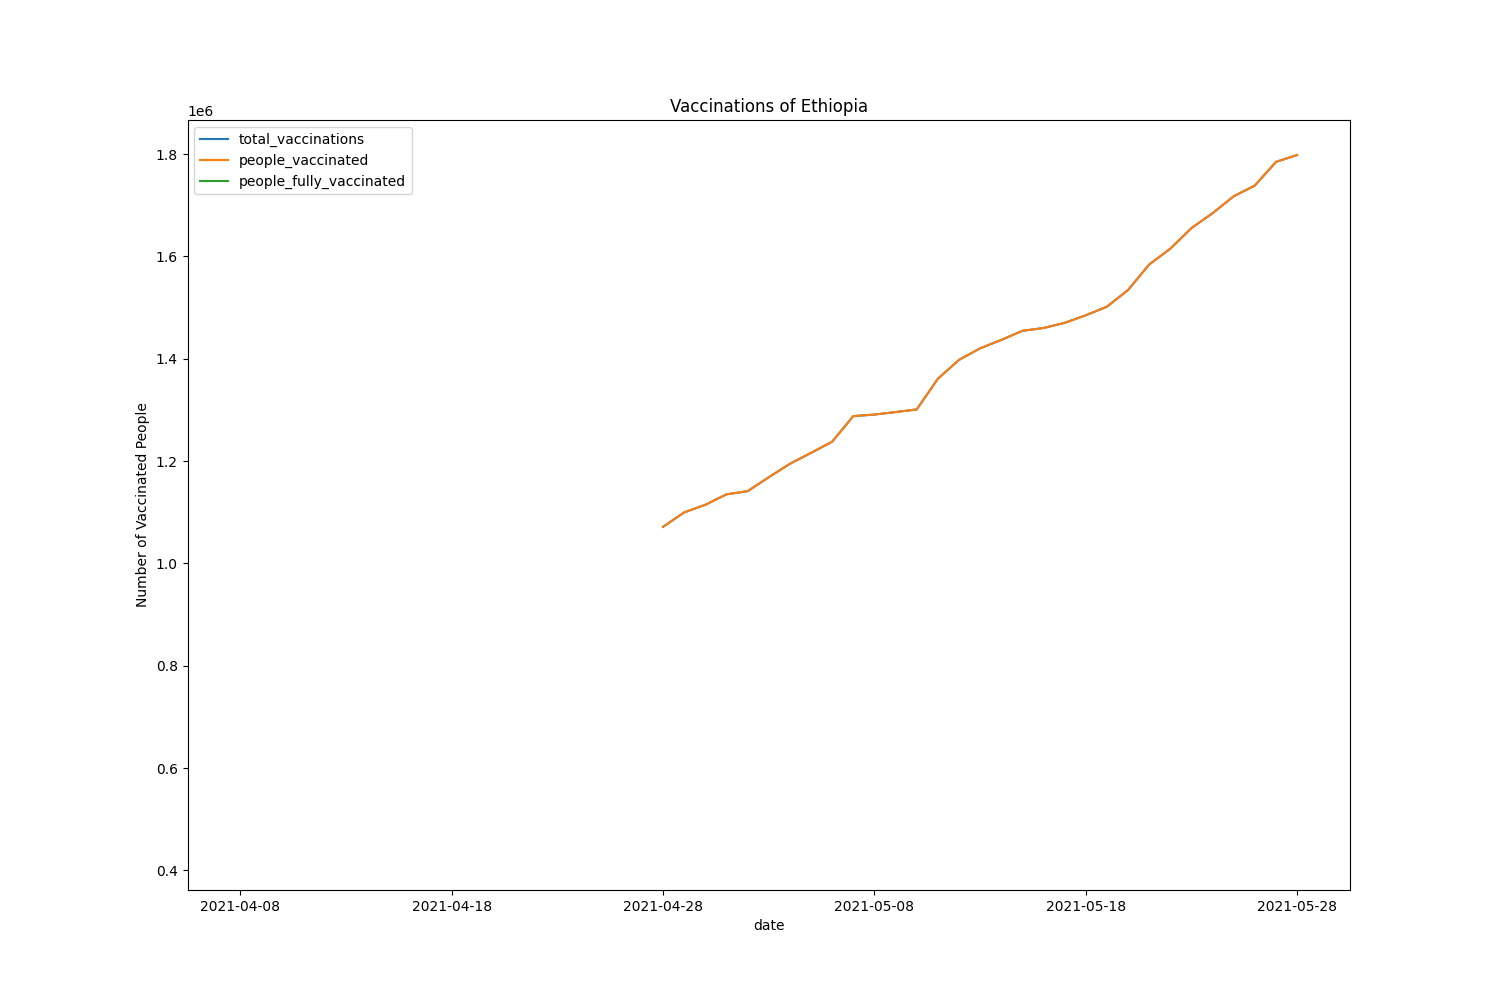 Vaccinations of Ethiopia
1e6
total_vaccinations
people_vaccinated
people_fully_vaccinated
1.8
1.6
1.4
1.2
1.0
0.8
0.6
0.4
Number of Vaccinated People
2021-04-08
2021-04-18
2021-04-28
2021-05-08
2021-05-18
2021-05-28
date